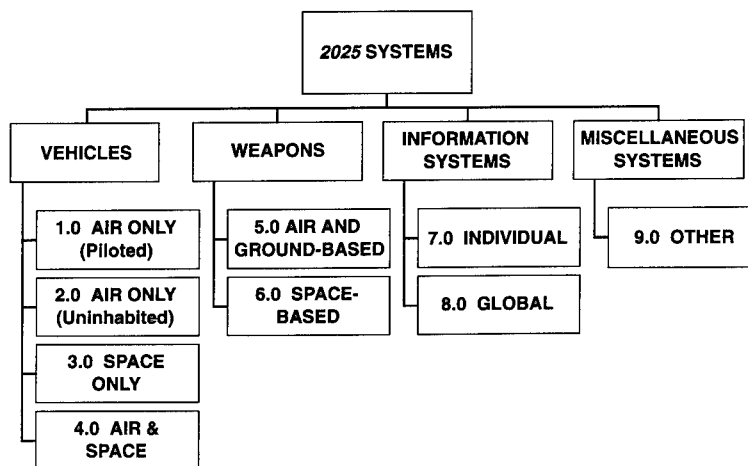 2025 SYSTEMS
VEHICLES
WEAPONS
INFORMATION
SYSTEMS
MISCELLANEOUS
SYSTEMS
1.0 AIR ONLY
(Piloted)
2.0 AIR ONLY
(Uninhabited)
3.0 SPACE
ONLY
4.0 AIR &
SPACE
5.0 AIR AND
GROUND-BASED
6.0 SPACE-
BASED
7.0 INDIVIDUAL
8.0 GLOBAL
9.0 OTHER